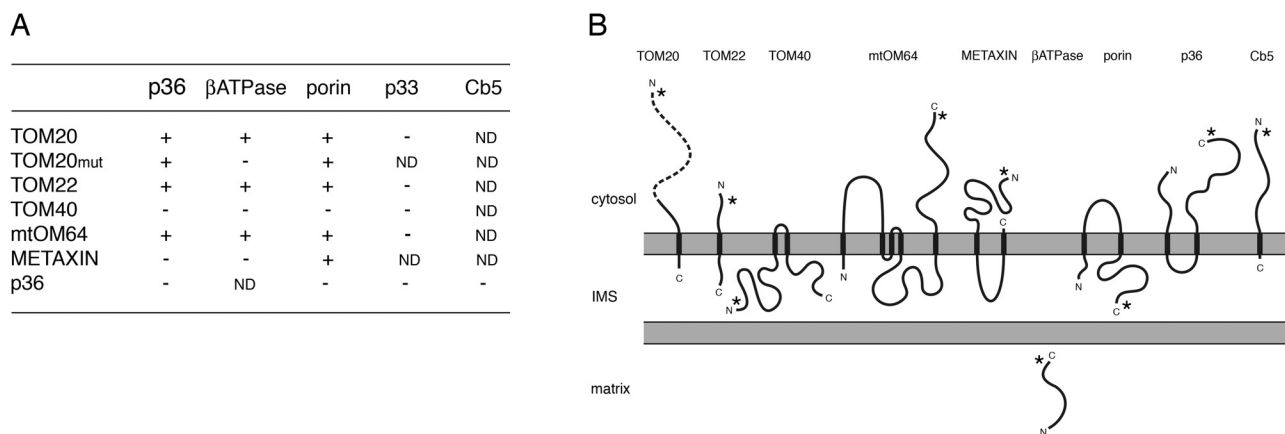 A
p36 βATPase porin p33 Cb5
TOM20 + + + - ND
TOM20mut + - + ND ND
TOM22 + + + - ND
TOM40 - - - - ND
mtOM64 + + + - ND
METAXIN - - + ND ND
p36 - ND - - -
B
TOM20 TOM22 TOM40 mtOM64 METAXIN βATPase porin p36 Cb5
N * C * N *
N * * N C *
N * N
cytosol
C
N N
C C C
IMS
N * C C *
* C
matrix
N